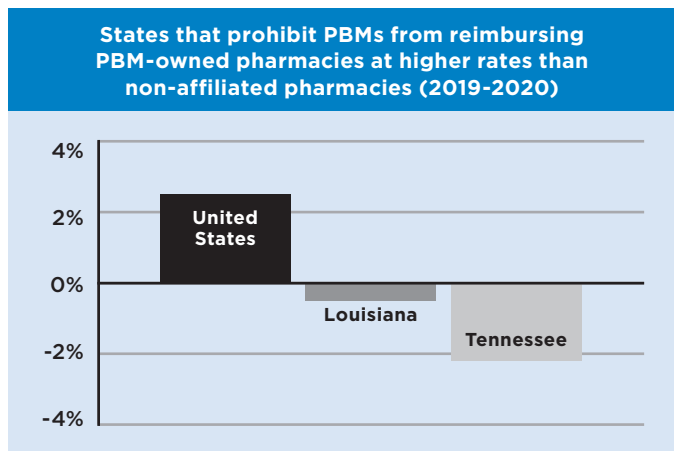 States that prohibit PBMs from reimbursing
PBM-owned pharmacies at higher rates than
non-affiliated pharmacies (2019-2020)
4%
2%
United
States
0%
Louisiana
Tennessee
-2%
-4%